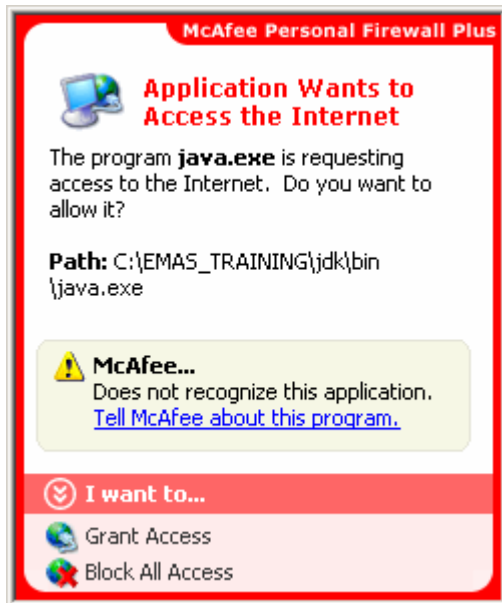 McAfee Personal Firewall Plus
Application Wants to
Access the Internet
The program java.exe is requesting
access to the Internet.  Do you want to
allow it?
Path: C:\EMAS_TRAINING\jdk\bin
\java.exe
McAfee...
Does not recognize this application.
Tell McAfee about this program.
I want to...
Grant Access
Block All Access